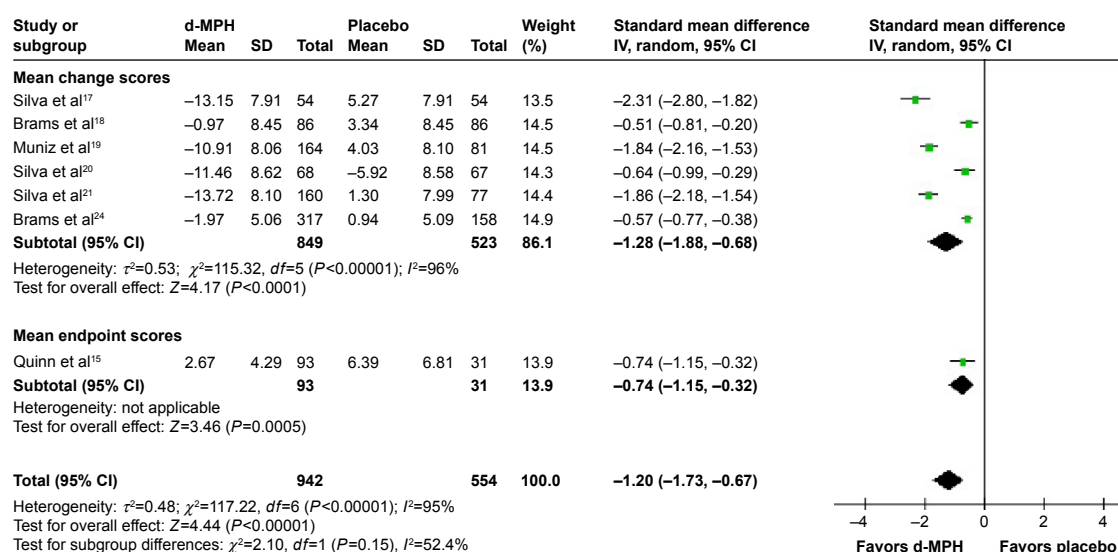 Study or d-MPH Placebo Weight Standard mean difference Standard mean difference
subgroup Mean SD Total Mean SD Total (%) IV, random, 95% CI IV, random, 95% CI
Mean change scores
Silva et al¹⁷ –13.15 7.91 54 5.27 7.91 54 13.5 –2.31 (–2.80, –1.82)
Brams et al¹⁸ –0.97 8.45 86 3.34 8.45 86 14.5 –0.51 (–0.81, –0.20)
Muniz et al¹⁹ –10.91 8.06 164 4.03 8.10 81 14.5 –1.84 (–2.16, –1.53)
Silva et al²⁰ –11.46 8.62 68 –5.92 8.58 67 14.3 –0.64 (–0.99, –0.29)
Silva et al²¹ –13.72 8.10 160 1.30 7.99 77 14.4 –1.86 (–2.18, –1.54)
Brams et al²⁴ –1.97 5.06 317 0.94 5.09 158 14.9 –0.57 (–0.77, –0.38)
Subtotal (95% CI) 849 523 86.1 –1.28 (–1.88, –0.68)
Heterogeneity: τ²=0.53; χ²=115.32, df=5 (P<0.00001); I²=96%
Test for overall effect: Z=4.17 (P<0.0001)
Mean endpoint scores
Quinn et al¹⁵ 2.67 4.29 93 6.39 6.81 31 13.9 –0.74 (–1.15, –0.32)
Subtotal (95% CI) 93 31 13.9 –0.74 (–1.15, –0.32)
Heterogeneity: not applicable
Test for overall effect: Z=3.46 (P=0.0005)
Total (95% CI) 942 554 100.0 –1.20 (–1.73, –0.67)
Heterogeneity: τ²=0.48; χ²=117.22, df=6 (P<0.00001); I²=95%
Test for overall effect: Z=4.44 (P<0.00001)
Test for subgroup differences: χ²=2.10, df=1 (P=0.15), I²=52.4%
–4 –2 0 2 4
Favors d-MPH Favors placebo